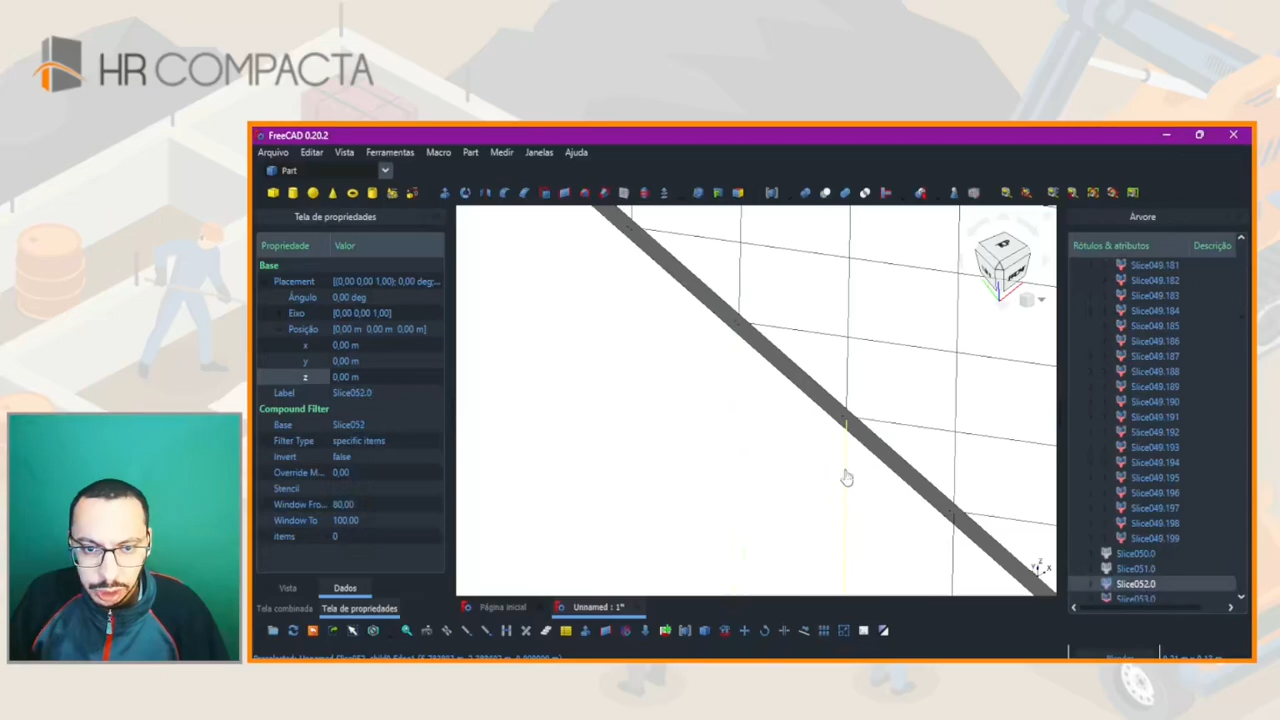 HR COMPACTA
FreeCAD 0.20.2
Arquivo Editar Vista Ferramentas Macro Part Medir Janelas Ajuda
Part
Tela de propriedades
Propriedade Valor
Base
Placement [(0,00 0,00 1,00); 0,00 deg;...
Ângulo 0,00 deg
Eixo [0,00 0,00 1,00]
Posição [0,00 m 0,00 m 0,00 m]
x 0,00 m
y 0,00 m
z 0,00 m
Label Slice052.0
Compound Filter
Base Slice052
Filter Type specific items
Invert false
Override M... 0,00
Stencil
Window Fro... 80,00
Window To 100,00
items 0
Vista Dados
Tela combinada Tela de propriedades
Página inicial Unnamed : 1*
Z
X
Árvore
Rótulos & atributos Descrição
Slice049.181
Slice049.182
Slice049.183
Slice049.184
Slice049.185
Slice049.186
Slice049.187
Slice049.188
Slice049.189
Slice049.190
Slice049.191
Slice049.192
Slice049.193
Slice049.194
Slice049.195
Slice049.196
Slice049.197
Slice049.198
Slice049.199
Slice050.0
Slice051.0
Slice052.0
Slice053.0